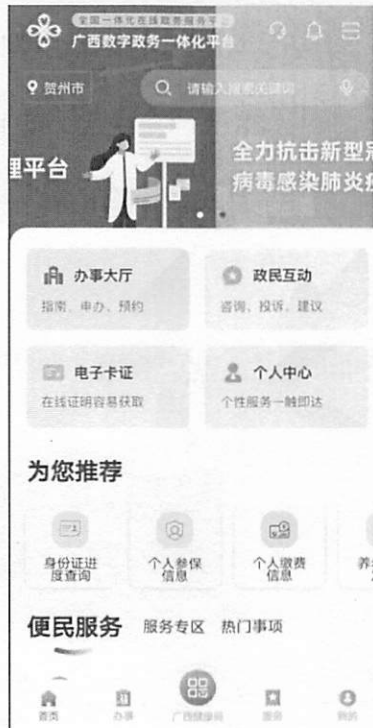 全国一体化在线政务服务平台
广西数字政务一体化平台
贺州市
请输入搜索关键词
理平台
全力抗击新型冠
病毒感染肺炎疫
办事大厅
指南、申办、预约
政民互动
咨询、投诉、建议
电子卡证
在线证明容易获取
个人中心
个性服务一触即达
为您推荐
身份证进
度查询
个人参保
信息
个人缴费
信息
养
便民服务 服务专区 热门事项
首页
办事
广西健康码
服务
我的